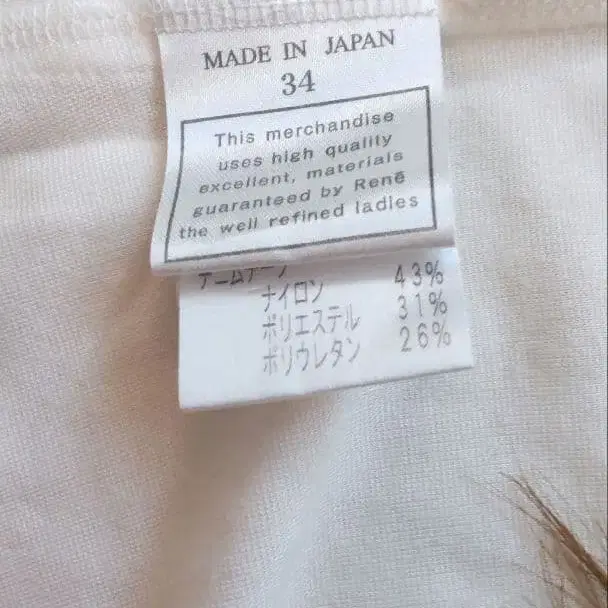 MADE IN JAPAN
34
This merchandise
uses high quality
excellent, materials
guaranteed by René
the well refined ladies
ナイロン 43%
ポリエステル 31%
ポリウレタン 26%